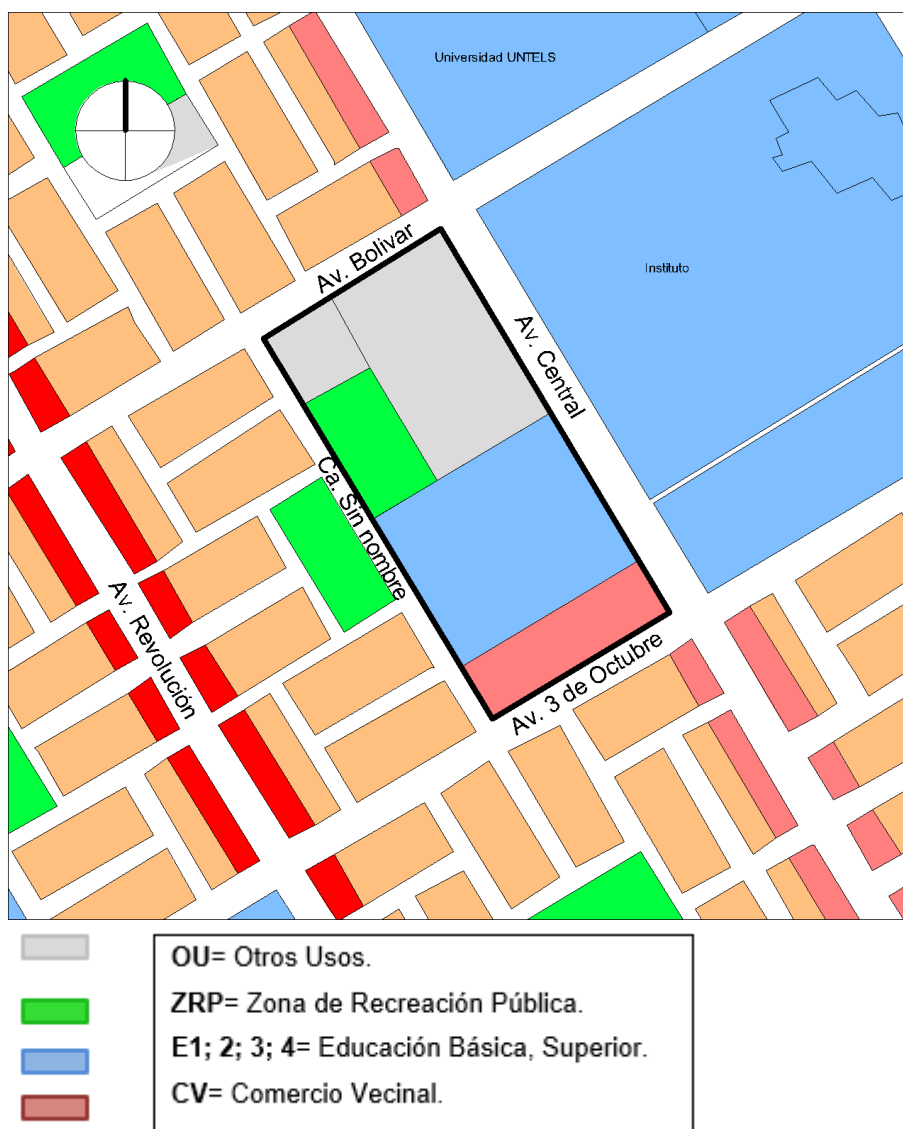 Universidad UNTELS
Av. Bolivar
Instituto
Av. Central
Ca. Sin nombre
Av. Revolución
Av. 3 de Octubre
OU= Otros Usos.
ZRP= Zona de Recreación Pública.
E1; 2; 3; 4= Educación Básica, Superior.
CV= Comercio Vecinal.